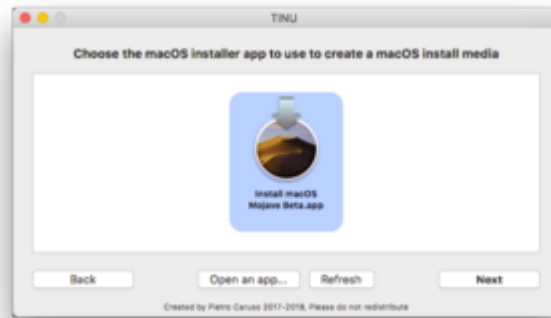 TINU
Choose the macOS installer app to use to create a macOS install media
Install macOS
Mojave Beta.app
Back
Open an app...
Refresh
Next
Created by Pietro Caruso 2017-2018, Please do not redistribute